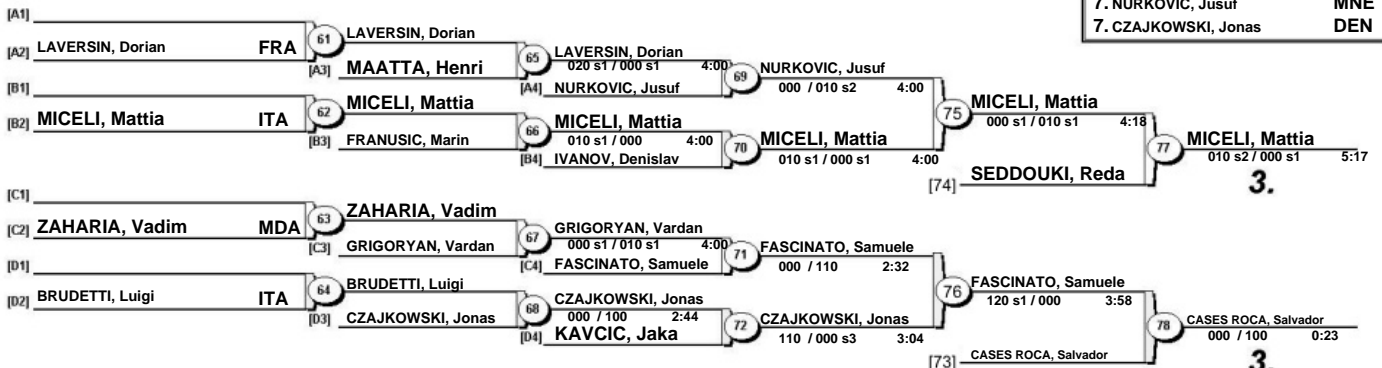 7. NURKOVIC, Jusuf MNE
7. CZAJKOWSKI, Jonas DEN
[A1]
[A2] LAVERSIN, Dorian FRA
61
LAVERSIN, Dorian
[A3] MAATTA, Henri
65
LAVERSIN, Dorian
020 s1 / 000 s1 4:00
[A4] NURKOVIC, Jusuf
69
NURKOVIC, Jusuf
000 / 010 s2 4:00
[B1]
[B2] MICELI, Mattia ITA
62
MICELI, Mattia
[B3] FRANUSIC, Marin
66
MICELI, Mattia
010 s1 / 000 4:00
[B4] IVANOV, Denislav
70
MICELI, Mattia
010 s1 / 000 s1 4:00
75
MICELI, Mattia
000 s1 / 010 s1 4:18
[74] SEDDOUKI, Reda
77
MICELI, Mattia
010 s2 / 000 s1 5:17
3.
[C1]
[C2] ZAHARIA, Vadim MDA
63
ZAHARIA, Vadim
[C3] GRIGORYAN, Vardan
67
GRIGORYAN, Vardan
000 s1 / 010 s1 4:00
[C4] FASCINATO, Samuele
71
FASCINATO, Samuele
000 / 110 2:32
[D1]
[D2] BRUDETTI, Luigi ITA
64
BRUDETTI, Luigi
[D3] CZAJKOWSKI, Jonas
68
CZAJKOWSKI, Jonas
000 / 100 2:44
[D4] KAVCIC, Jaka
72
CZAJKOWSKI, Jonas
110 / 000 s3 3:04
76
FASCINATO, Samuele
120 s1 / 000 3:58
[73] CASES ROCA, Salvador
78
CASES ROCA, Salvador
000 / 100 0:23
3.